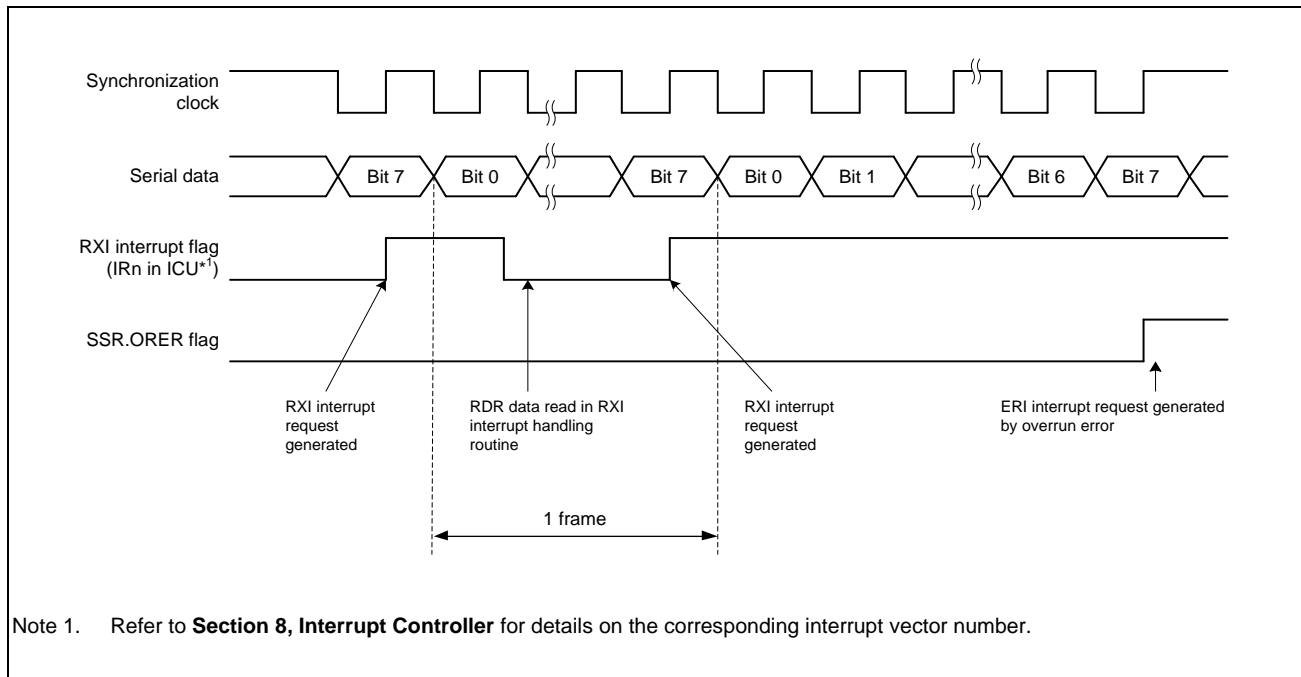 Synchronization
clock
Serial data
Bit 7
Bit 0
Bit 7
Bit 0
Bit 1
Bit 6
Bit 7
RXI interrupt flag
(IRn in ICU*1)
SSR.ORER flag
RXI interrupt
request
generated
RDR data read in RXI
interrupt handling
routine
RXI interrupt
request
generated
ERI interrupt request generated
by overrun error
1 frame
Note 1. Refer to Section 8, Interrupt Controller for details on the corresponding interrupt vector number.